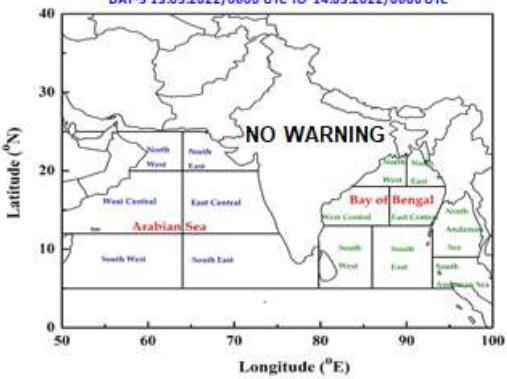 DAY-5 13.05.2022/0600 UTC TO 14.05.2022/0600 UTC
40
30
20
10
0
Latitude (°N)
NO WARNING
North West
North East
West Central
East Central
Arabian Sea
South West
South East
North West
North East
Bay of Bengal
West Central
East Central
South West
South East
North Andaman Sea
South Andaman Sea
50 60 70 80 90 100
Longitude (°E)